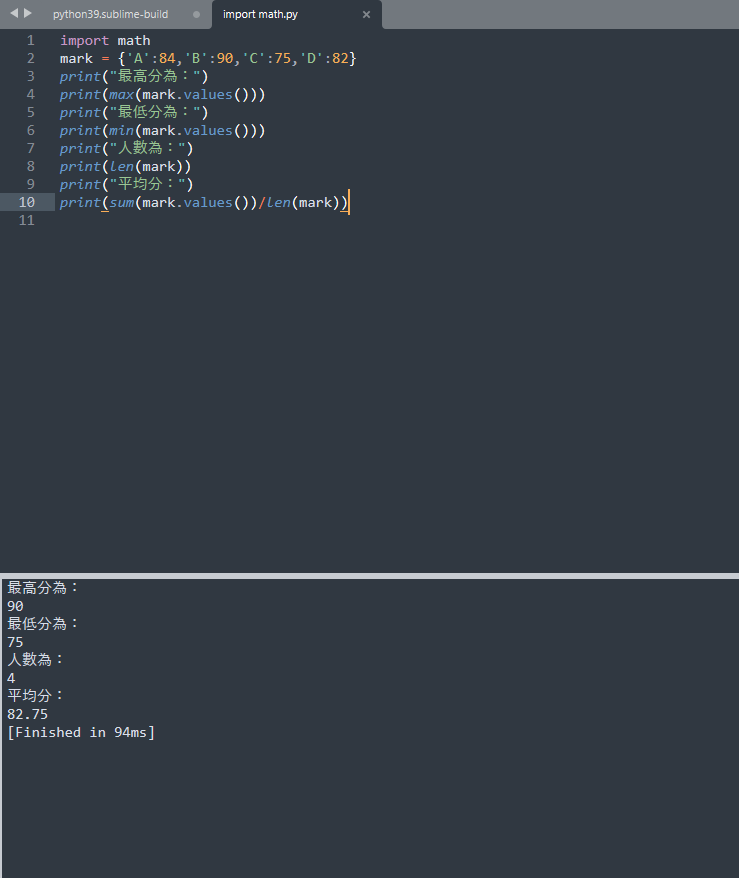 python39.sublime-build
import math.py
1 import math
2 mark = {'A':84,'B':90,'C':75,'D':82}
3 print("最高分為：")
4 print(max(mark.values()))
5 print("最低分為：")
6 print(min(mark.values()))
7 print("人數為：")
8 print(len(mark))
9 print("平均分：")
10 print(sum(mark.values())/len(mark))
11
最高分為：
90
最低分為：
75
人數為：
4
平均分：
82.75
[Finished in 94ms]